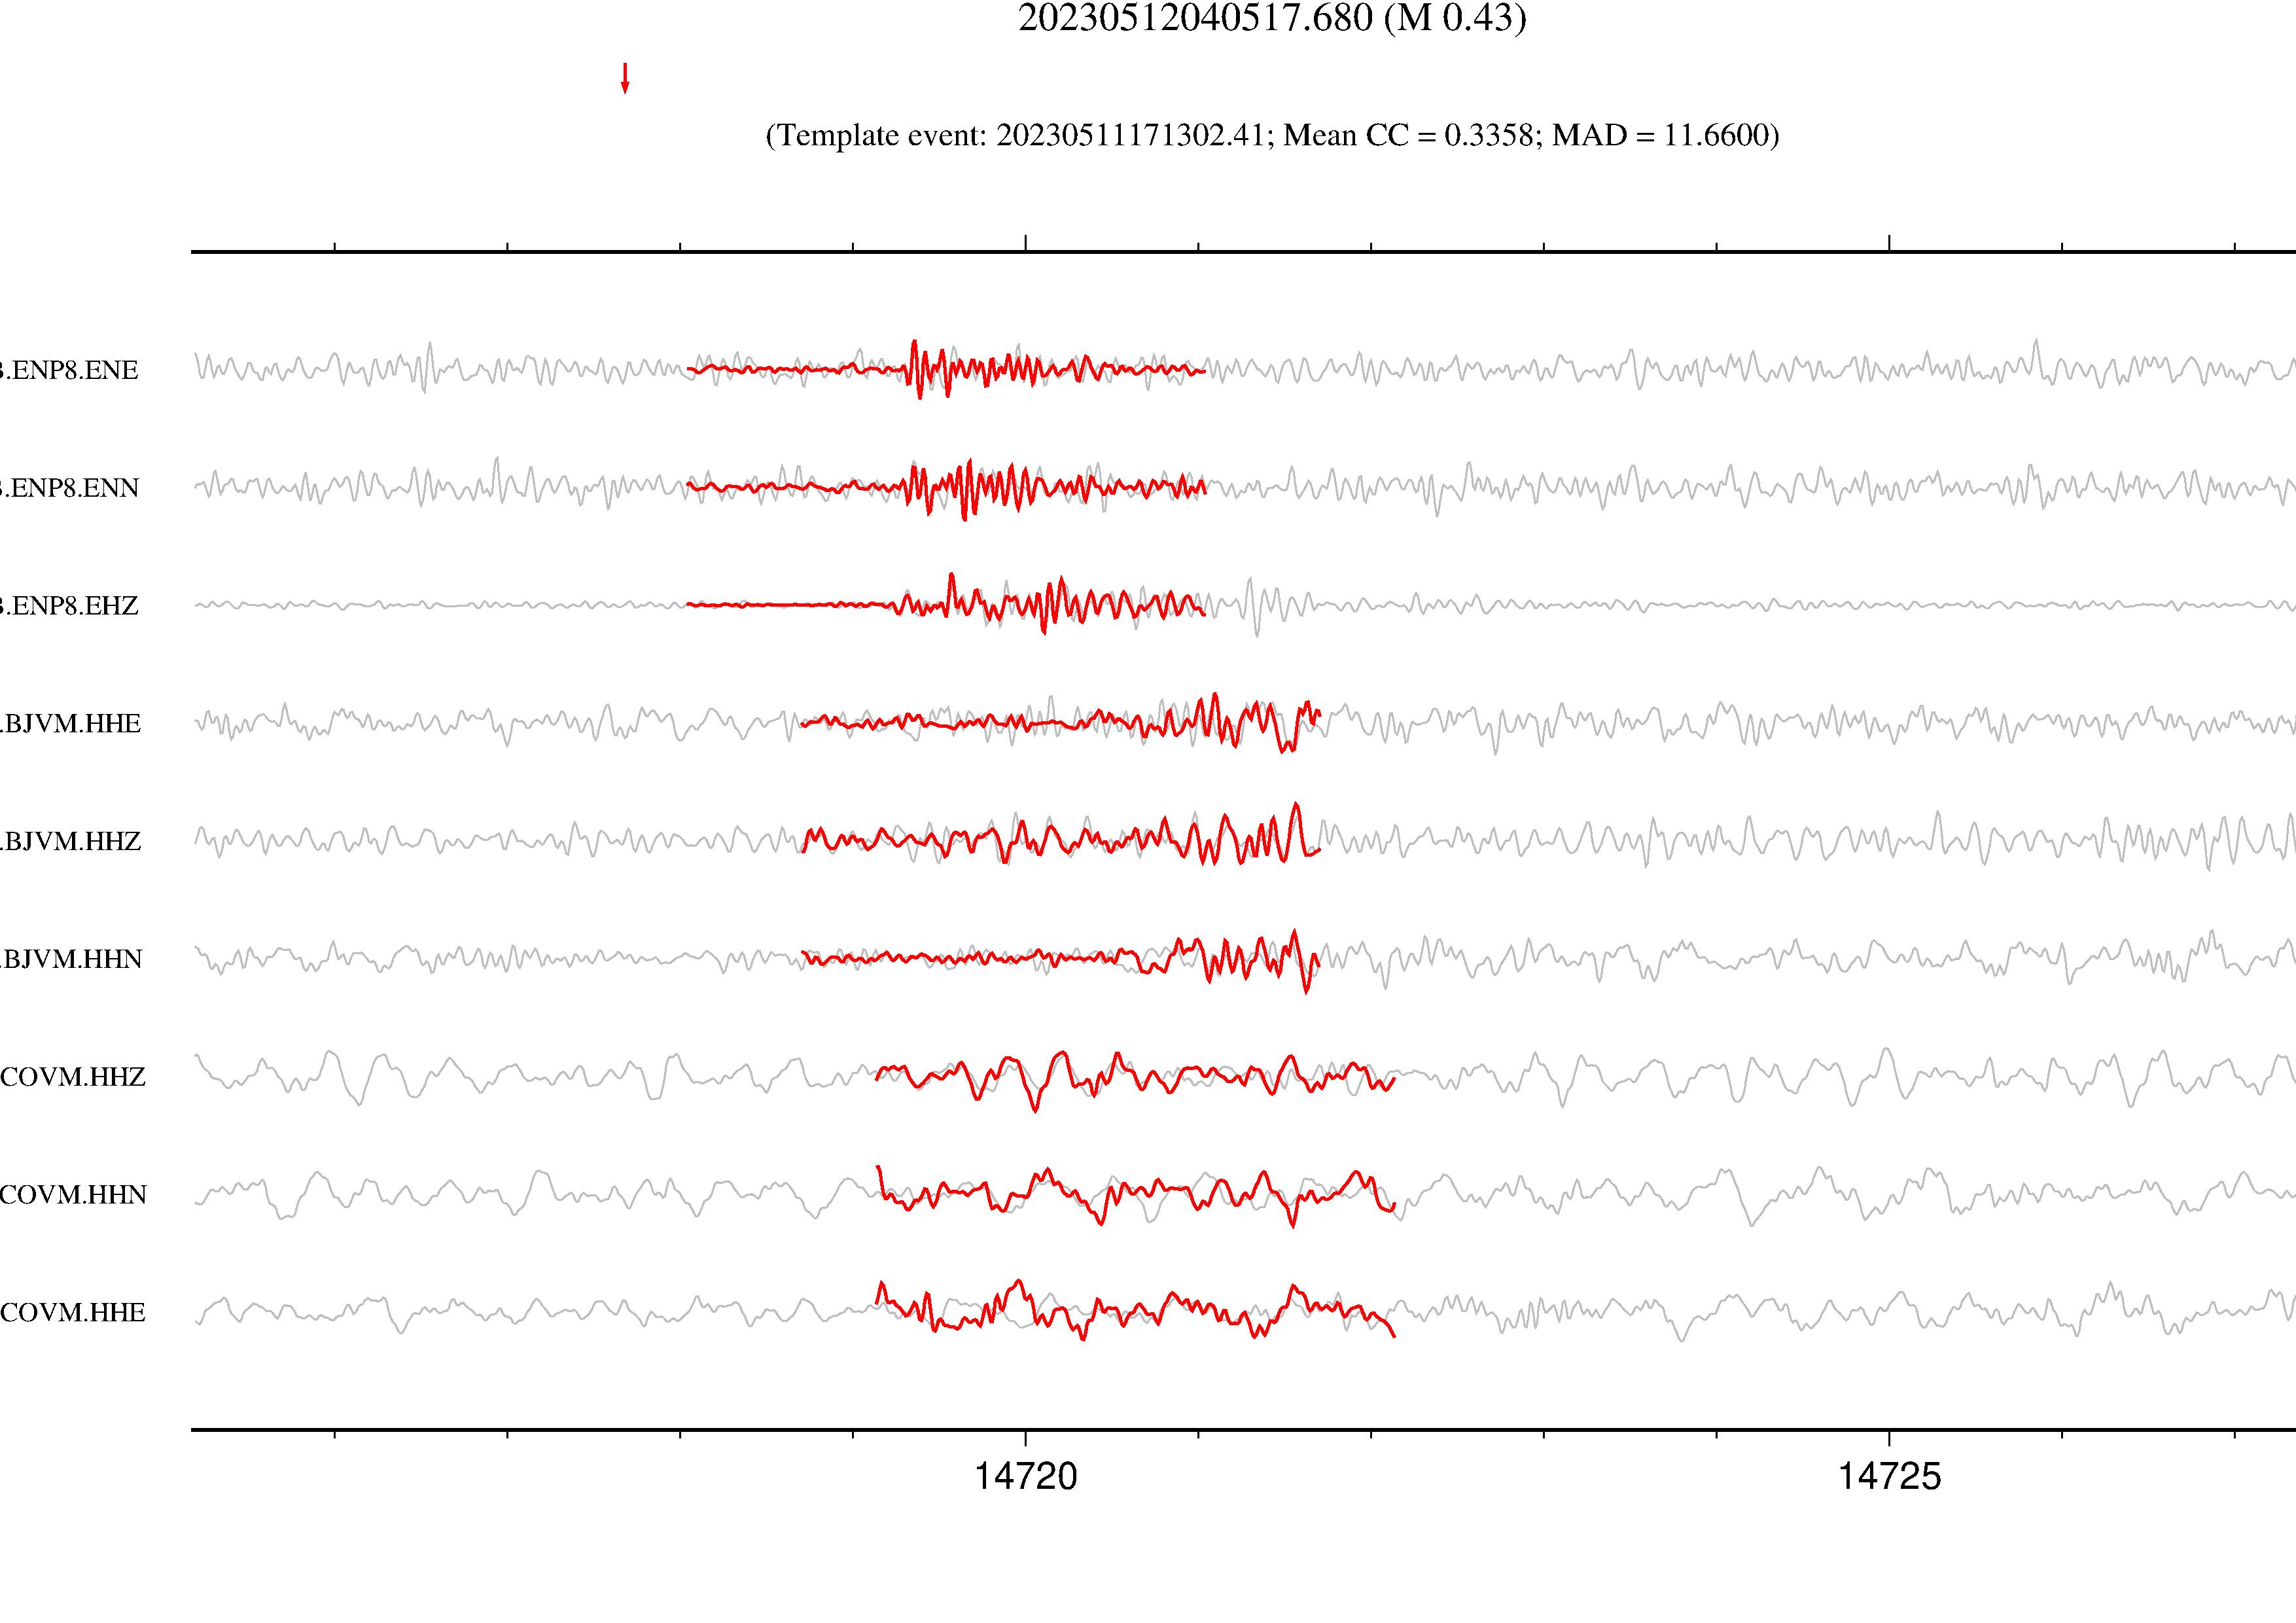 20230512040517.680 (M 0.43)
(Template event: 20230511171302.41; Mean CC = 0.3358; MAD = 11.6600)
.ENP8.ENE
.ENP8.ENN
.ENP8.EHZ
.BJVM.HHE
.BJVM.HHZ
.BJVM.HHN
COVM.HHZ
COVM.HHN
COVM.HHE
14720 14725